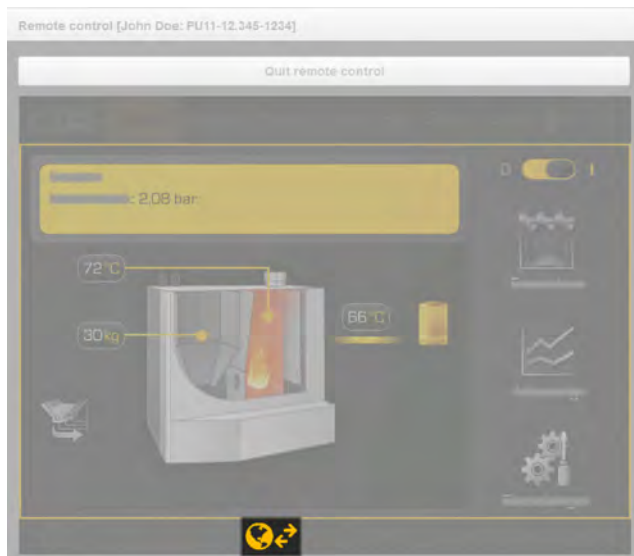 Remote control [John Doe: PU11-12.345-1234]
Quit remote control
0 I
: 2,08 bar
72°C
66°C
30kg